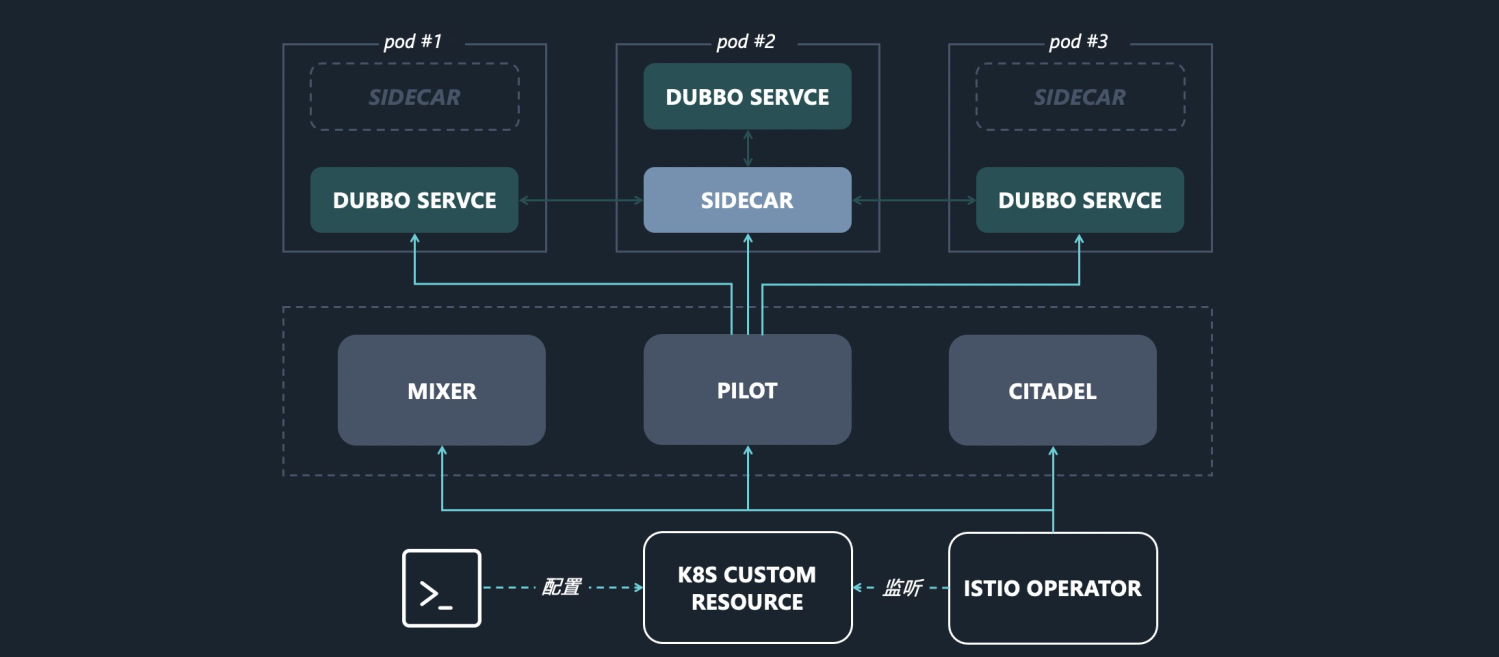 pod #1
pod #2
pod #3
SIDECAR
DUBBO SERVCE
SIDECAR
DUBBO SERVCE
SIDECAR
DUBBO SERVCE
MIXER
PILOT
CITADEL
>_
配置
K8S CUSTOM
RESOURCE
监听
ISTIO OPERATOR